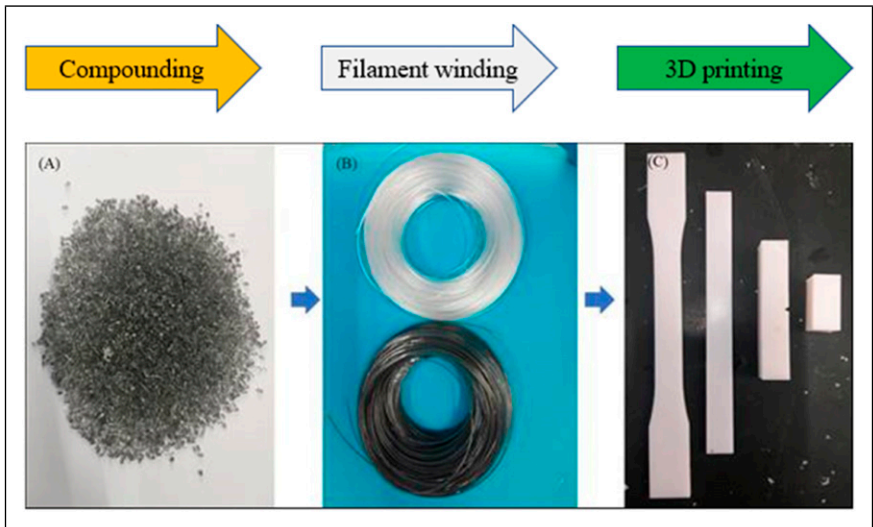 Compounding
Filament winding
3D printing
(A)
(B)
(C)